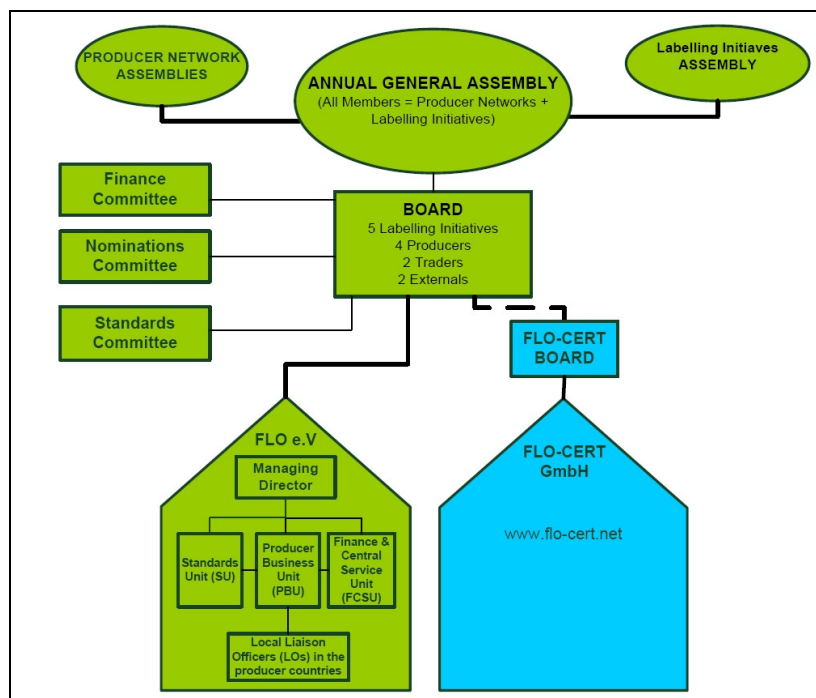 PRODUCER NETWORK
ASSEMBLIES
ANNUAL GENERAL ASSEMBLY
(All Members = Producer Networks +
Labelling Initiatives)
Labelling Initiaves
ASSEMBLY
Finance
Committee
Nominations
Committee
Standards
Committee
BOARD
5 Labelling Initiatives
4 Producers
2 Traders
2 Externals
FLO-CERT
BOARD
FLO e.V
Managing
Director
Standards
Unit (SU)
Producer
Business
Unit
(PBU)
Finance &
Central
Service
Unit
(FCSU)
Local Liaison
Officers (LOs) in the
producer countries
FLO-CERT
GmbH
www.flo-cert.net